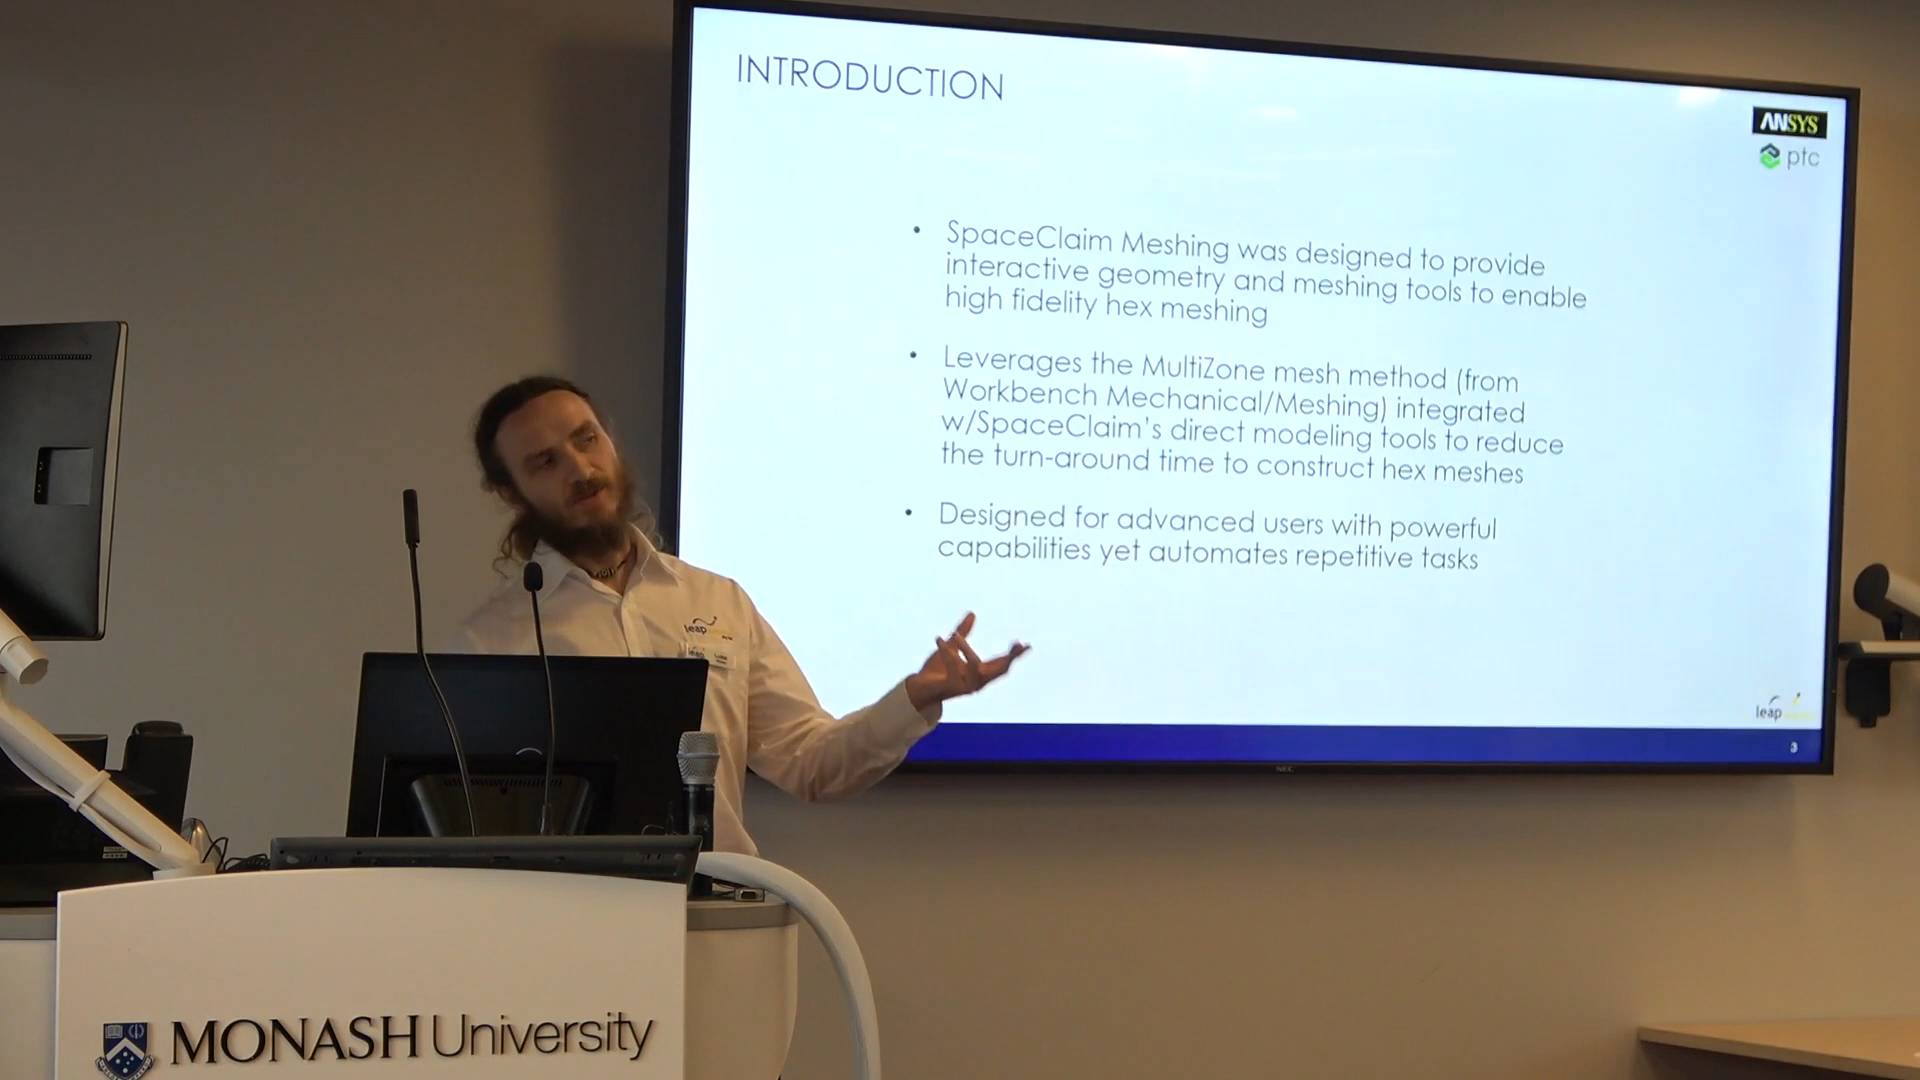 INTRODUCTION
ANSYS
ptc
• SpaceClaim Meshing was designed to provide
interactive geometry and meshing tools to enable
high fidelity hex meshing
• Leverages the MultiZone mesh method (from
Workbench Mechanical/Meshing) integrated
w/SpaceClaim's direct modeling tools to reduce
the turn-around time to construct hex meshes
• Designed for advanced users with powerful
capabilities yet automates repetitive tasks
leap
3
NEC
leap
leap
MONASH University